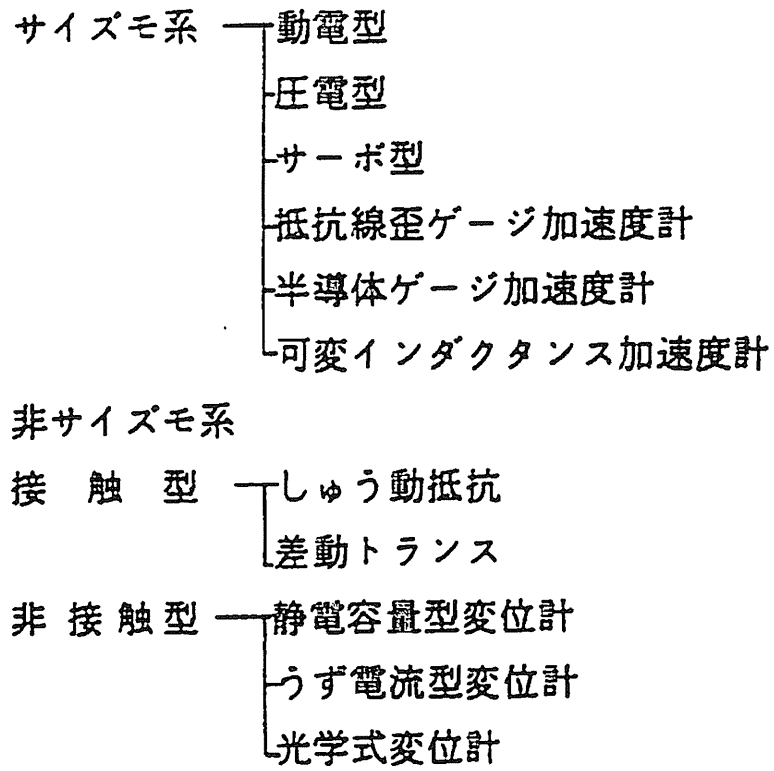 サイズモ系 動電型
圧電型
サーボ型
抵抗線歪ゲージ加速度計
半導体ゲージ加速度計
可変インダクタンス加速度計
非サイズモ系
接触型 しゅう動抵抗
差動トランス
非接触型 静電容量型変位計
うず電流型変位計
光学式変位計